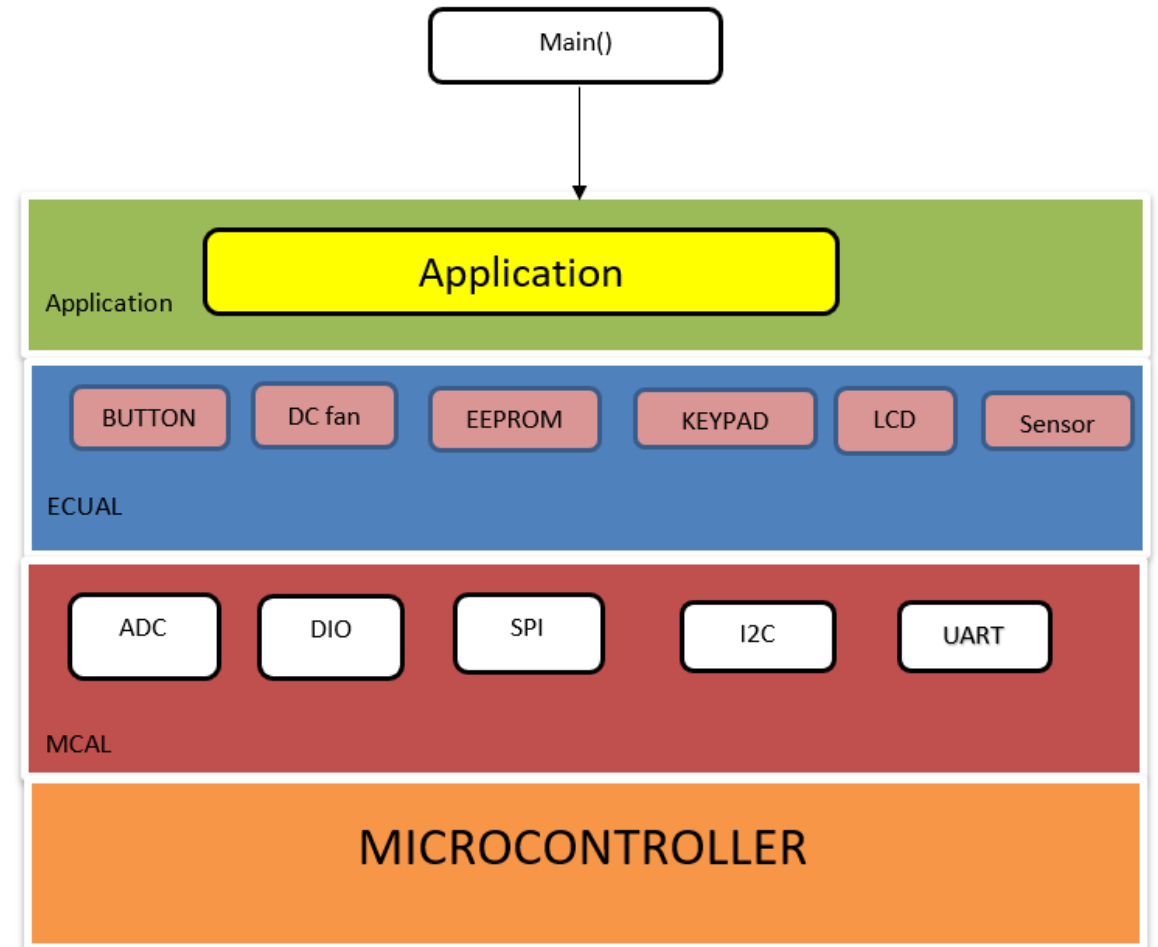 Main()
Application
Application
BUTTON
DC fan
EEPROM
KEYPAD
LCD
Sensor
ECUAL
ADC
DIO
SPI
I2C
UART
MCAL
MICROCONTROLLER